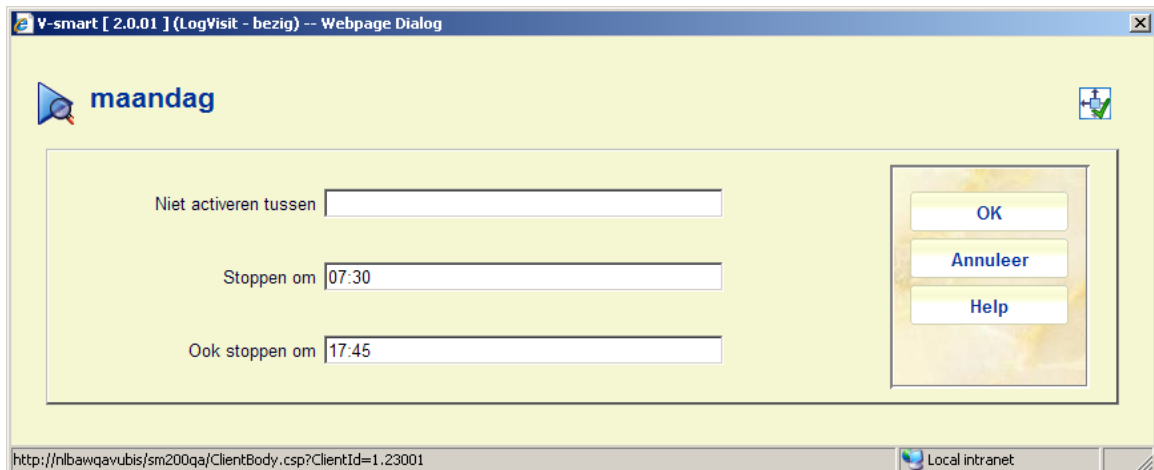 V-smart [ 2.0.01 ] (LogVisit - bezig) -- Webpage Dialog
maandag
Niet activeren tussen
Stoppen om 07:30
Ook stoppen om 17:45
OK
Annuleer
Help
http://nlbawqavubis/sm200qa/ClientBody.csp?ClientId=1.23001
Local intranet